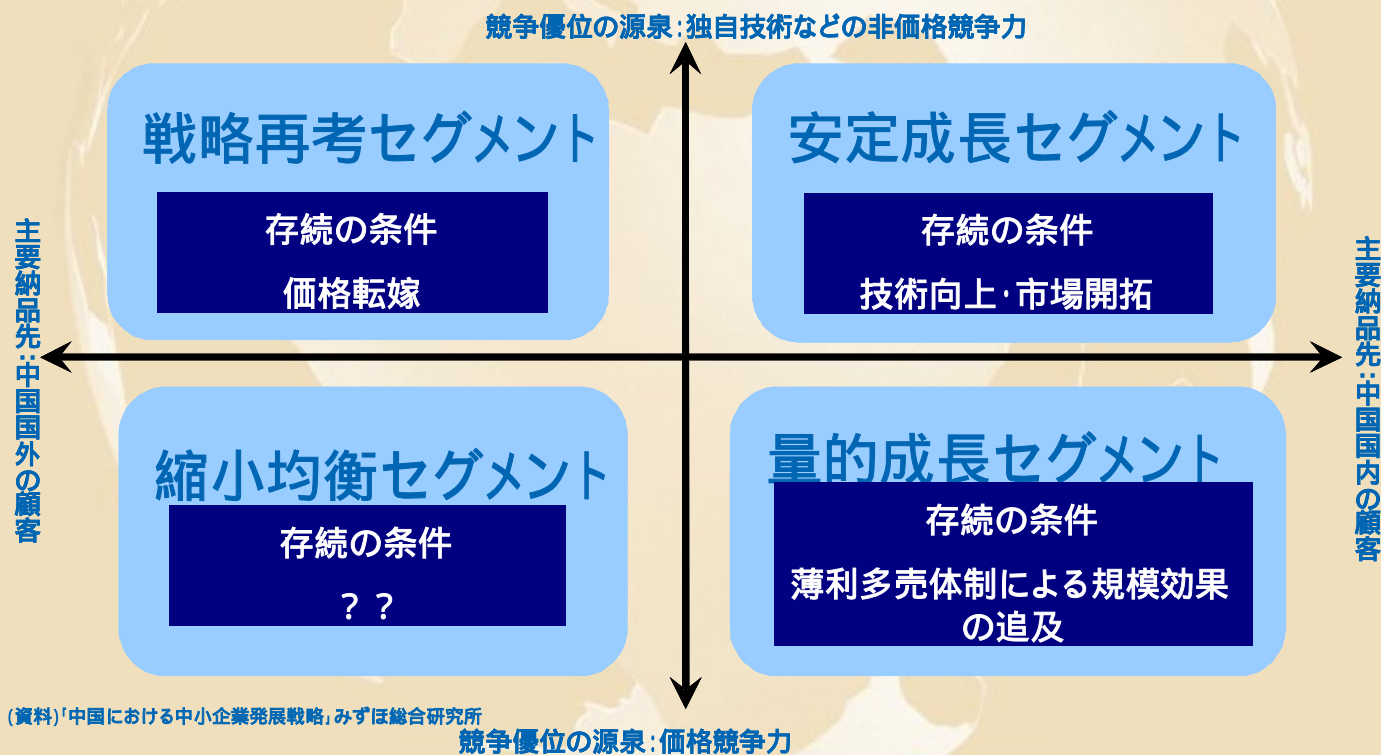 競争優位の源泉：独自技術などの非価格競争力
戦略再考セグメント
存続の条件
価格転嫁
安定成長セグメント
存続の条件
技術向上・市場開拓
主要納品先：中国国外の顧客
主要納品先：中国国内の顧客
縮小均衡セグメント
存続の条件
？？
量的成長セグメント
存続の条件
薄利多売体制による規模効果
の追及
(資料)「中国における中小企業発展戦略」みずほ総合研究所
競争優位の源泉：価格競争力